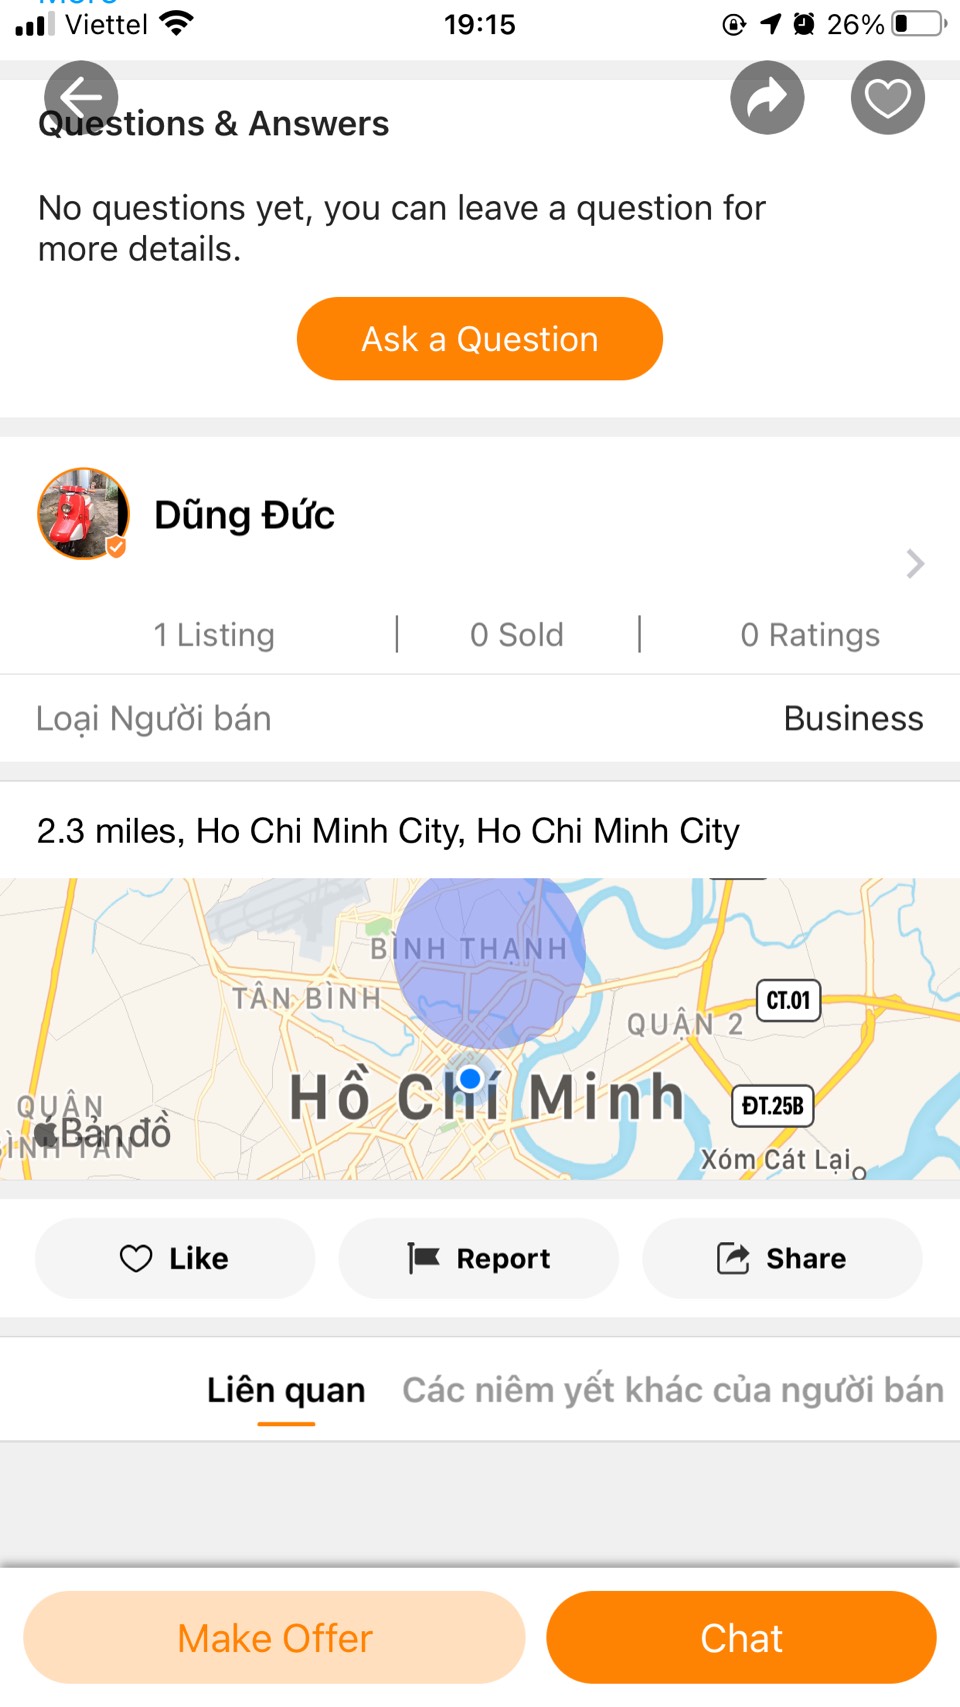 Viettel
19:15
26%
Questions & Answers
No questions yet, you can leave a question for
more details.
Ask a Question
Dũng Đức
1 Listing | 0 Sold | 0 Ratings
Loại Người bán
Business
2.3 miles, Ho Chi Minh City, Ho Chi Minh City
BÌNH THẠNH
TÂN BÌNH
CT.01
QUẬN 2
Hồ Chí Minh
ĐT.25B
QUẬN
BÌNH TÂN
Bản đồ
Xóm Cát Lại
Like
Report
Share
Liên quan
Các niêm yết khác của người bán
Make Offer
Chat